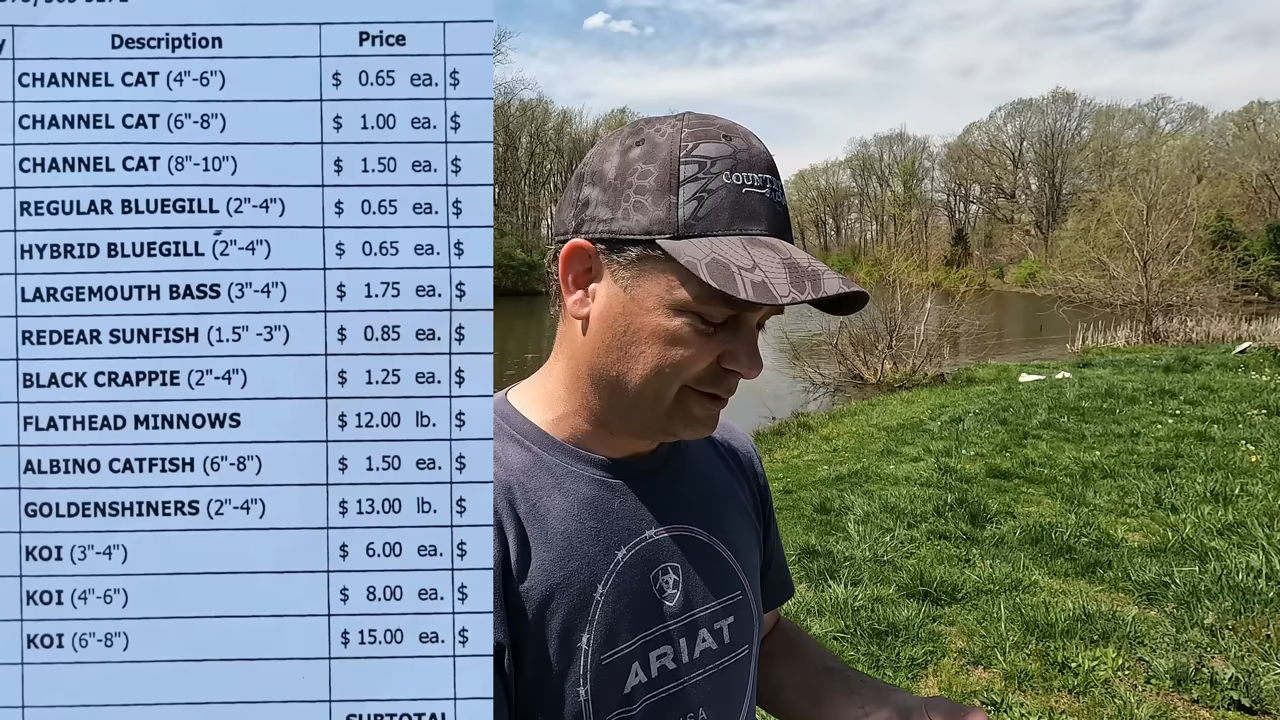 Description Price
CHANNEL CAT (4"-6") $ 0.65 ea. $
CHANNEL CAT (6"-8") $ 1.00 ea. $
CHANNEL CAT (8"-10") $ 1.50 ea. $
REGULAR BLUEGILL (2"-4") $ 0.65 ea. $
HYBRID BLUEGILL (2"-4") $ 0.65 ea. $
LARGEMOUTH BASS (3"-4") $ 1.75 ea. $
REDEAR SUNFISH (1.5" -3") $ 0.85 ea. $
BLACK CRAPPIE (2"-4") $ 1.25 ea. $
FLATHEAD MINNOWS $ 12.00 lb. $
ALBINO CATFISH (6"-8") $ 1.50 ea. $
GOLDENSHINERS (2"-4") $ 13.00 lb. $
KOI (3"-4") $ 6.00 ea. $
KOI (4"-6") $ 8.00 ea. $
KOI (6"-8") $ 15.00 ea. $
SUBTOTAL
ARIAT